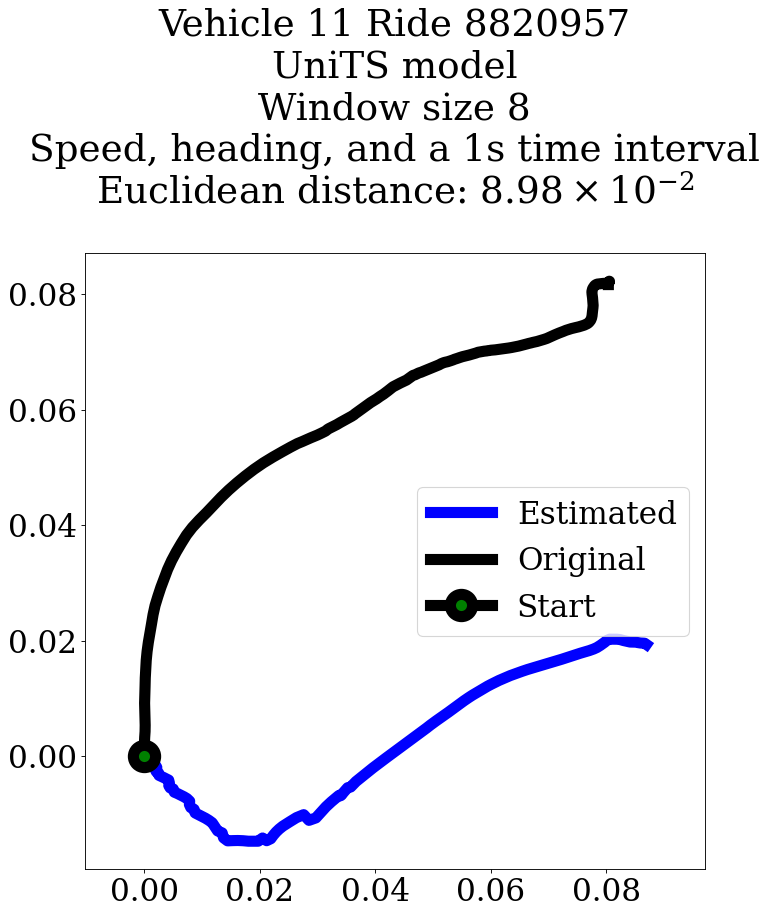 Vehicle 11 Ride 8820957
UniTS model
Window size 8
Speed, heading, and a 1s time interval
Euclidean distance: 8.98 × 10⁻²
0.08
0.06
0.04
0.02
0.00
Estimated
Original
Start
0.00 0.02 0.04 0.06 0.08